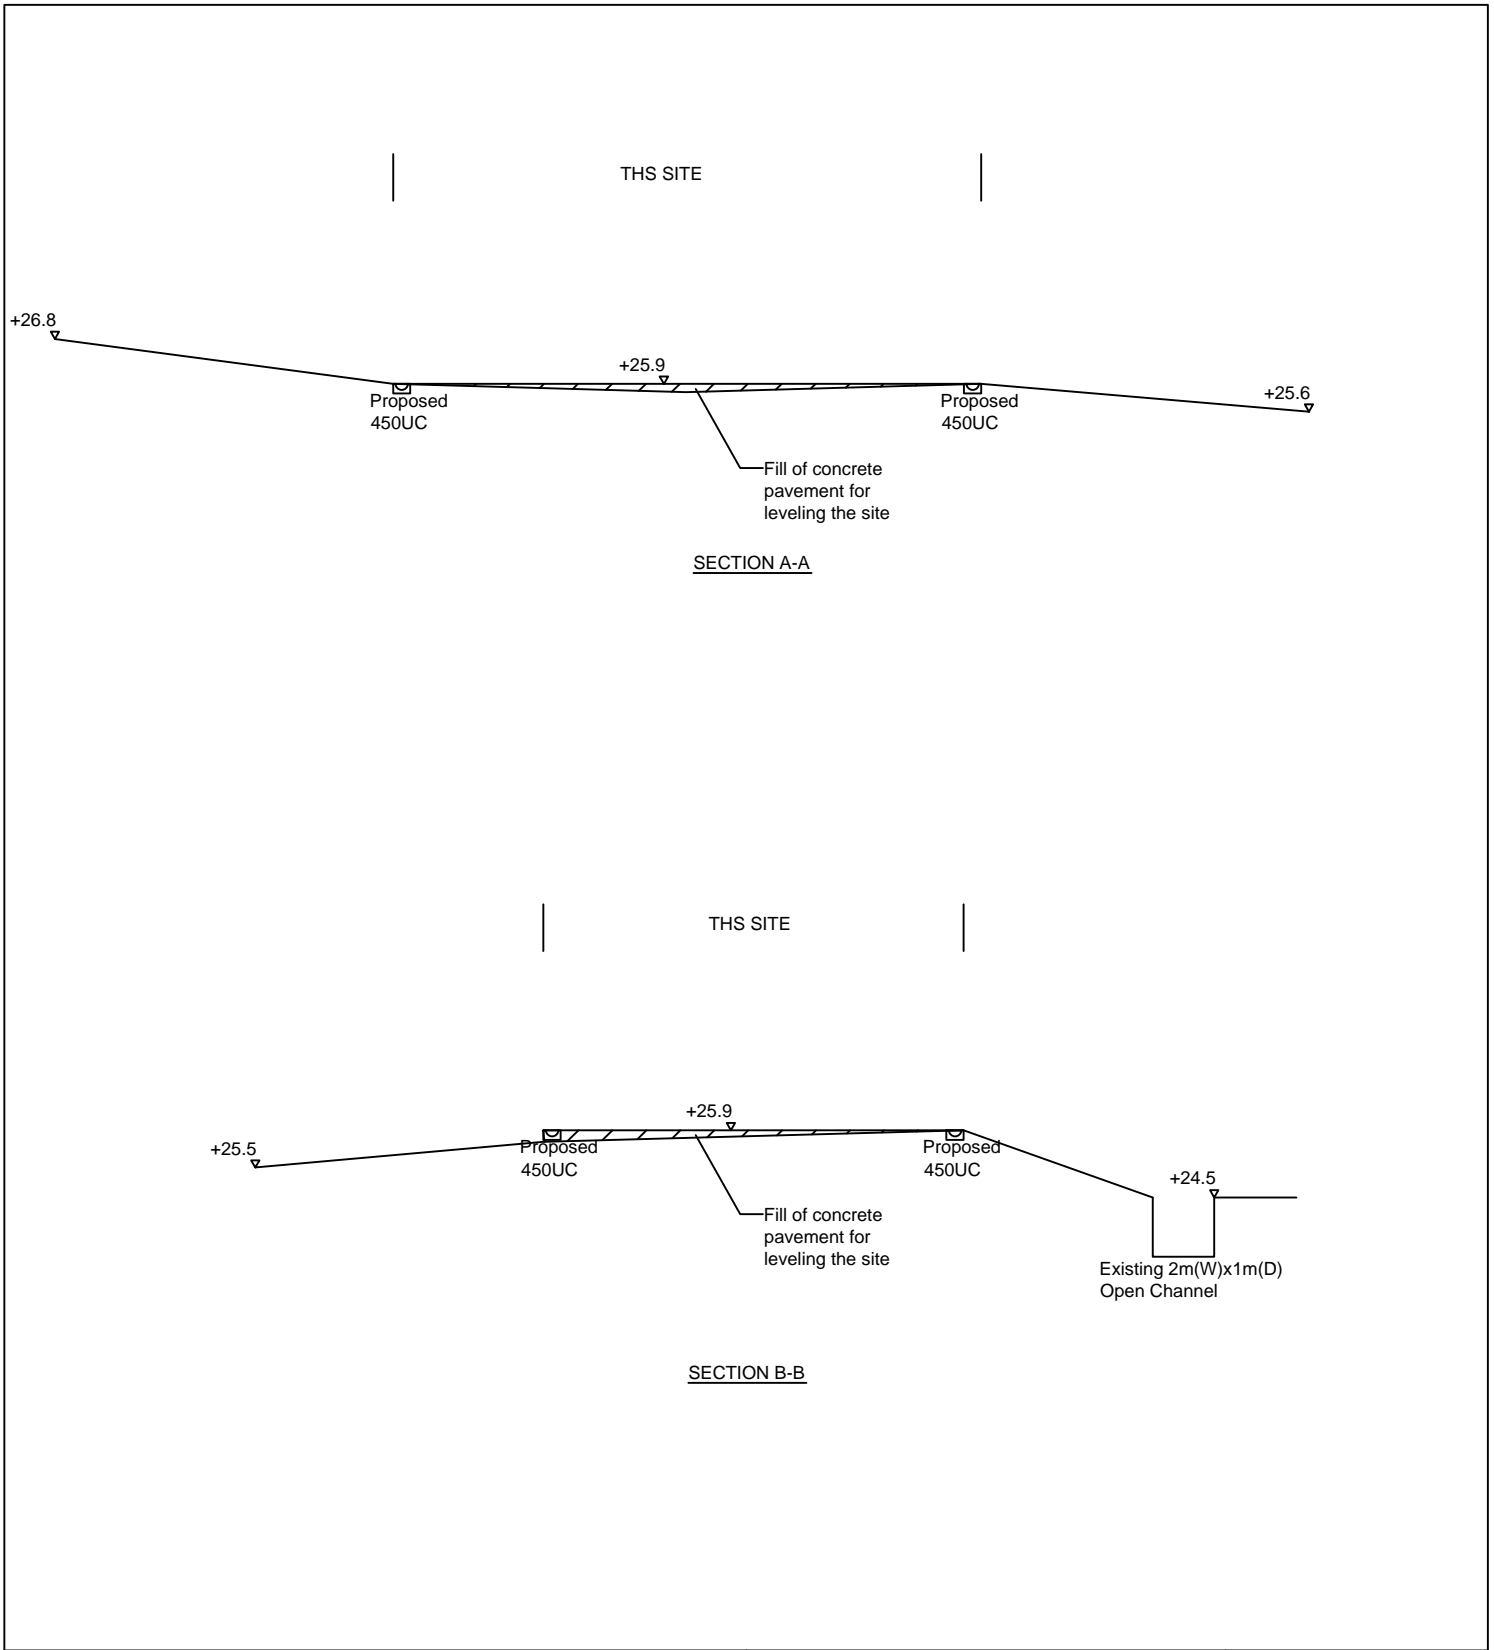 THS SITE
+26.8
+25.9
+25.6
Proposed
450UC
Proposed
450UC
Fill of concrete
pavement for
leveling the site
SECTION A-A
THS SITE
+25.9
+25.5
Proposed
450UC
Proposed
450UC
+24.5
Fill of concrete
pavement for
leveling the site
Existing 2m(W)x1m(D)
Open Channel
SECTION B-B